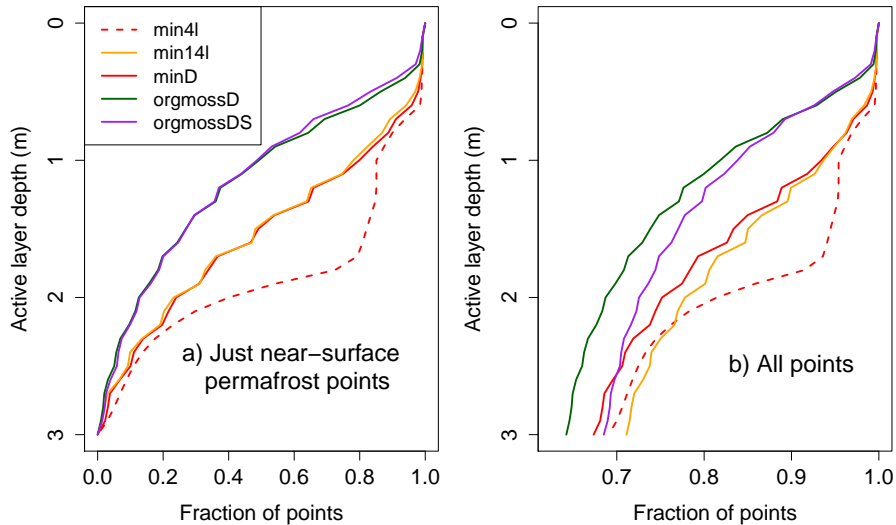 min4l
min14l
minD
orgmossD
orgmossDS
Active layer depth (m)
0
1
2
3
a) Just near−surface
permafrost points
0.0 0.2 0.4 0.6 0.8 1.0
Fraction of points
Active layer depth (m)
0
1
2
3
b) All points
0.7 0.8 0.9 1.0
Fraction of points